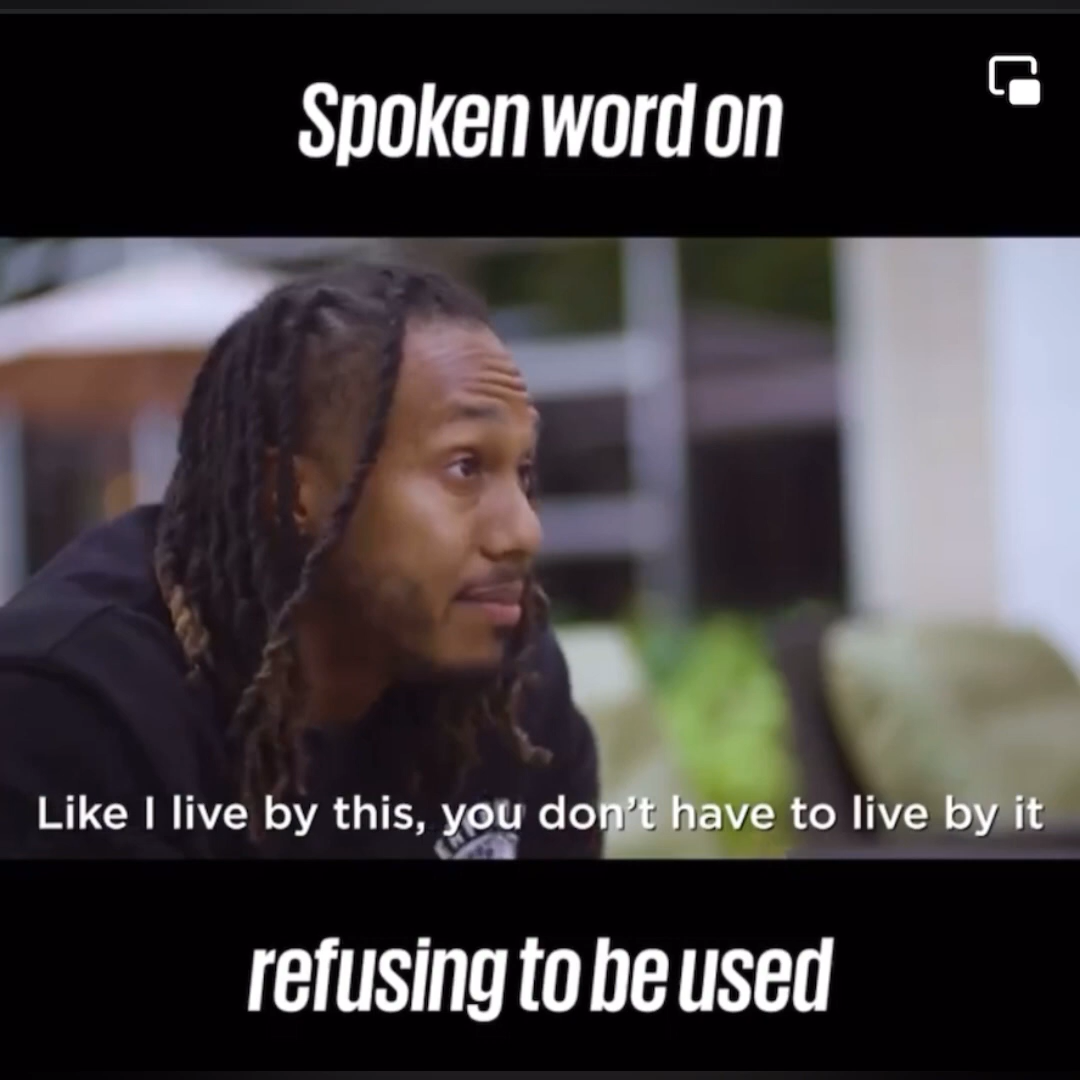 Spoken word on
Like I live by this, you don't have to live by it
refusing to be used